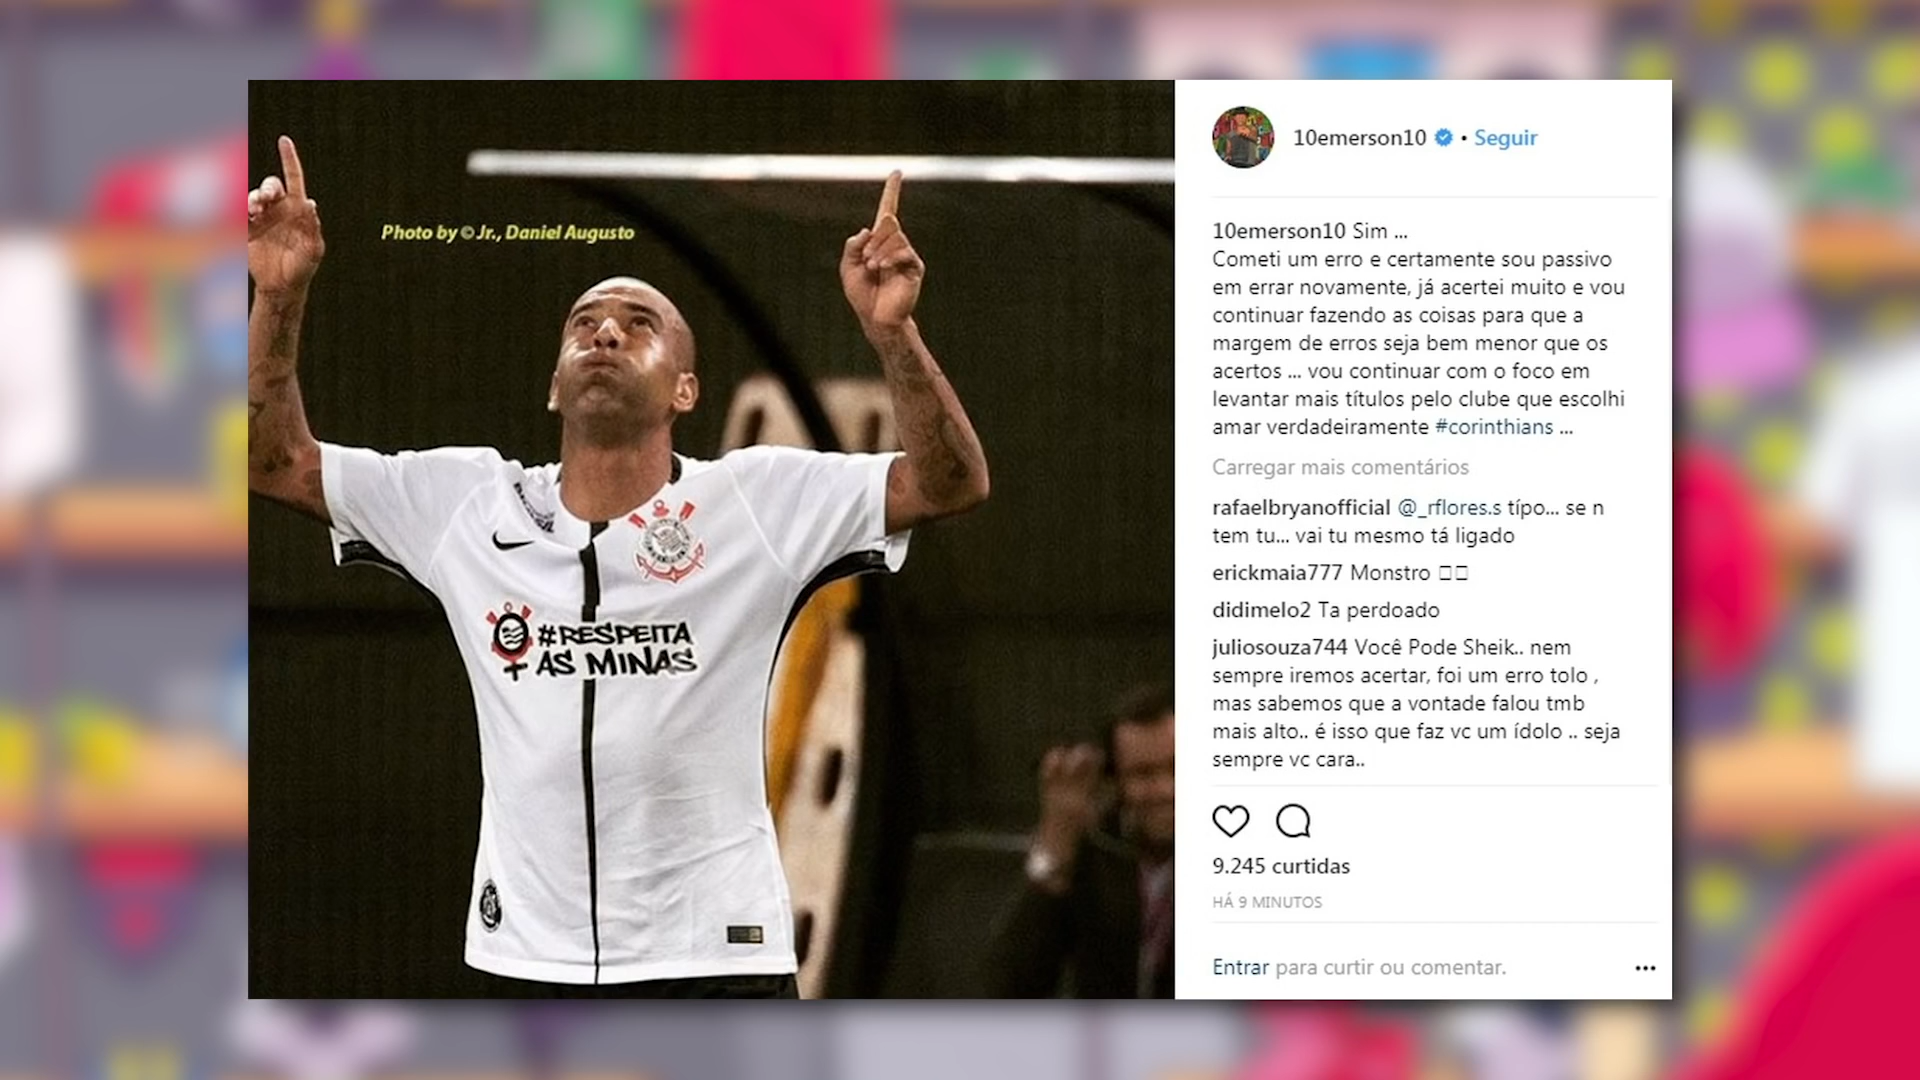 Photo by © Jr., Daniel Augusto
#RESPEITA
AS MINAS
10emerson10 • Seguir
10emerson10 Sim ...
Cometi um erro e certamente sou passivo
em errar novamente, já acertei muito e vou
continuar fazendo as coisas para que a
margem de erros seja bem menor que os
acertos ... vou continuar com o foco em
levantar mais títulos pelo clube que escolhi
amar verdadeiramente #corinthians ...
Carregar mais comentários
rafaelbryanofficial @_rflores.s típo... se n
tem tu... vai tu mesmo tá ligado
erickmaia777 Monstro
didimelo2 Ta perdoado
juliosouza744 Você Pode Sheik.. nem
sempre iremos acertar, foi um erro tolo ,
mas sabemos que a vontade falou tmb
mais alto.. é isso que faz vc um ídolo .. seja
sempre vc cara..
9.245 curtidas
HÁ 9 MINUTOS
Entrar para curtir ou comentar.